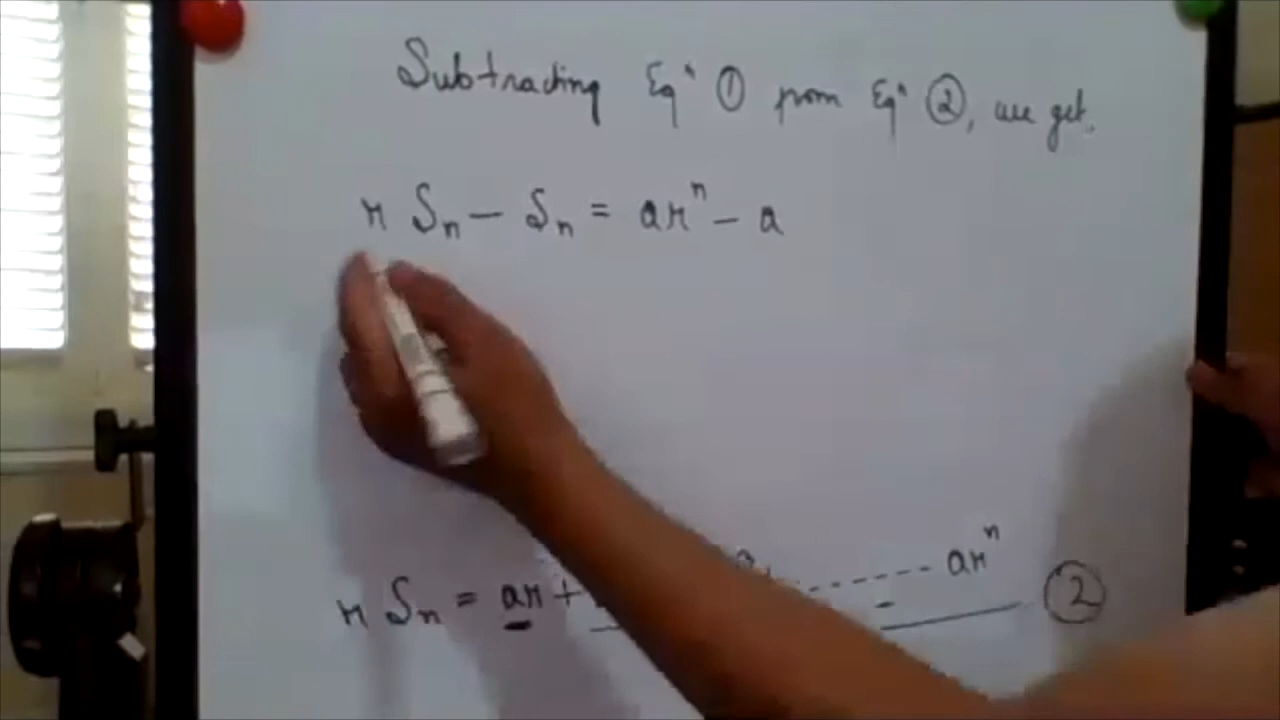 Subtracting Eqⁿ ① from Eqⁿ ②, we get.
r Sₙ − Sₙ = arⁿ − a
r Sₙ = ar + ------ arⁿ ②